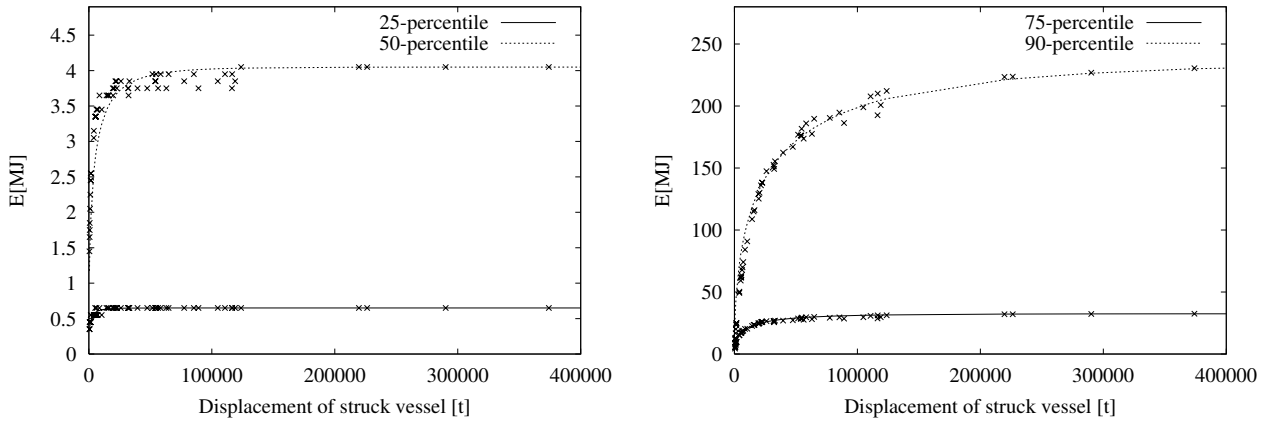 25-percentile
50-percentile
4.5
4
3.5
3
2.5
2
1.5
1
0.5
0
E[MJ]
0 100000 200000 300000 400000
Displacement of struck vessel [t]
75-percentile
90-percentile
250
200
150
100
50
0
E[MJ]
0 100000 200000 300000 400000
Displacement of struck vessel [t]